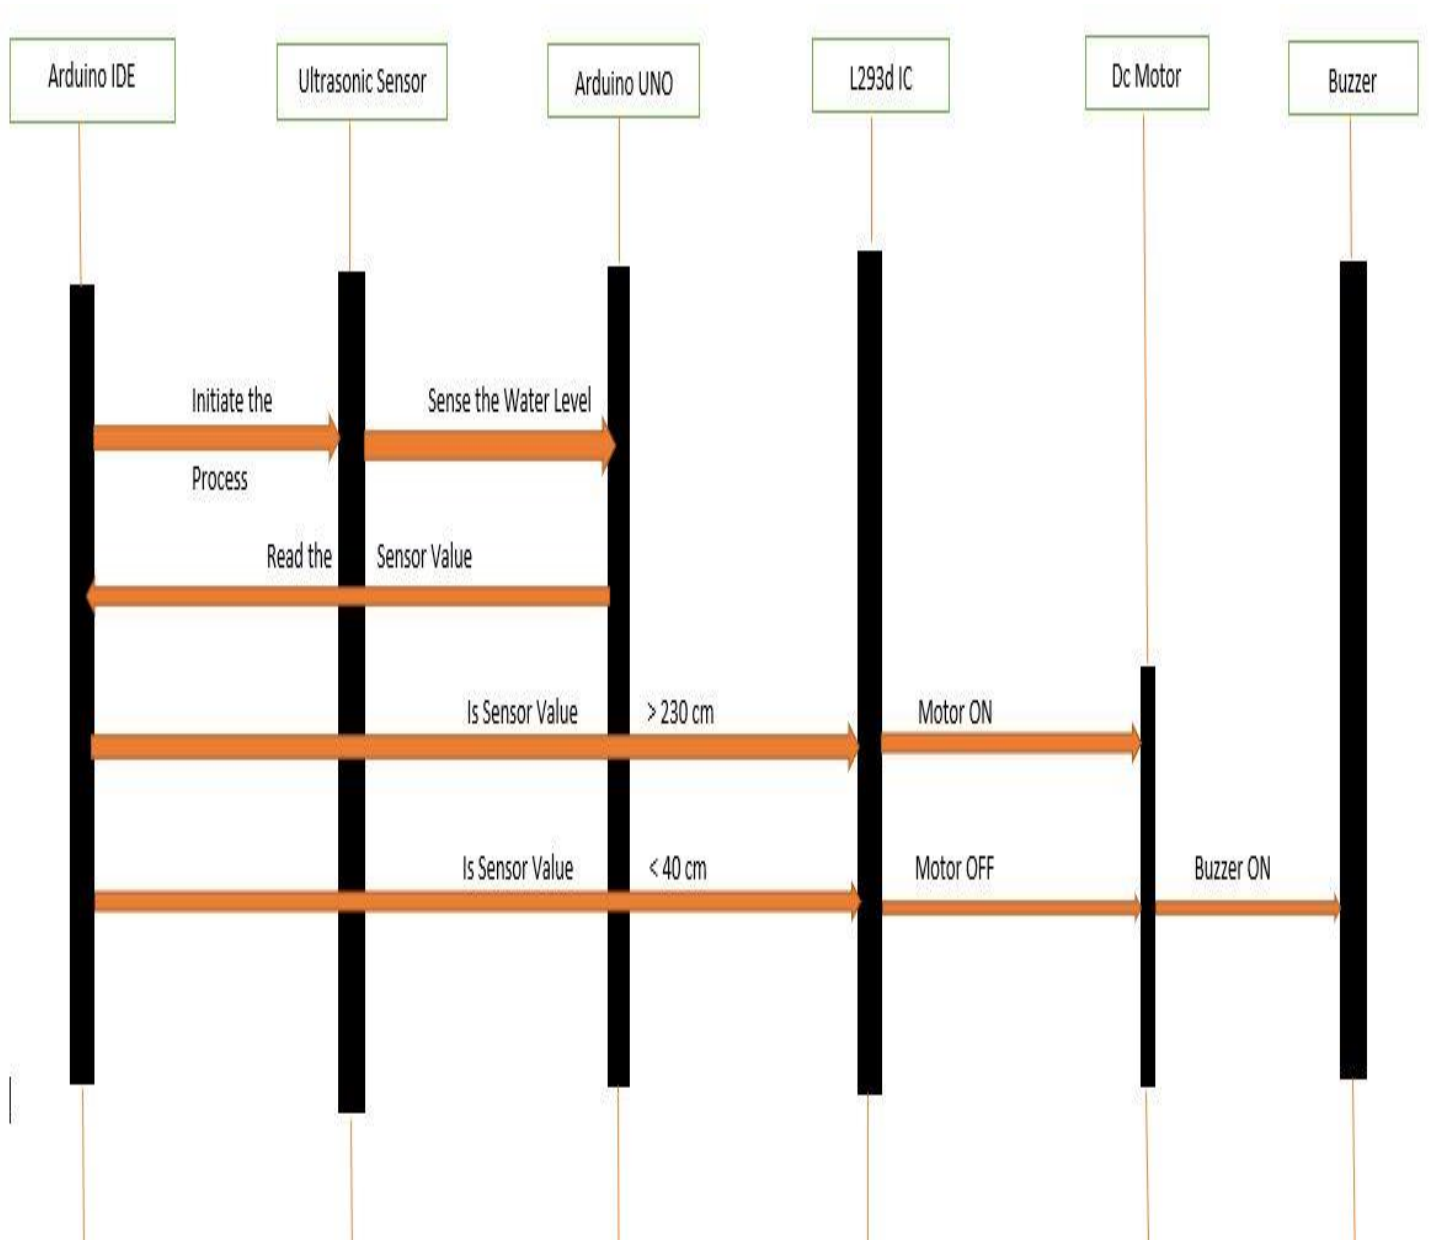 Arduino IDE
Ultrasonic Sensor
Arduino UNO
L293d IC
Dc Motor
Buzzer
Initiate the
Process
Sense the Water Level
Read the Sensor Value
Is Sensor Value > 230 cm
Motor ON
Is Sensor Value < 40 cm
Motor OFF
Buzzer ON